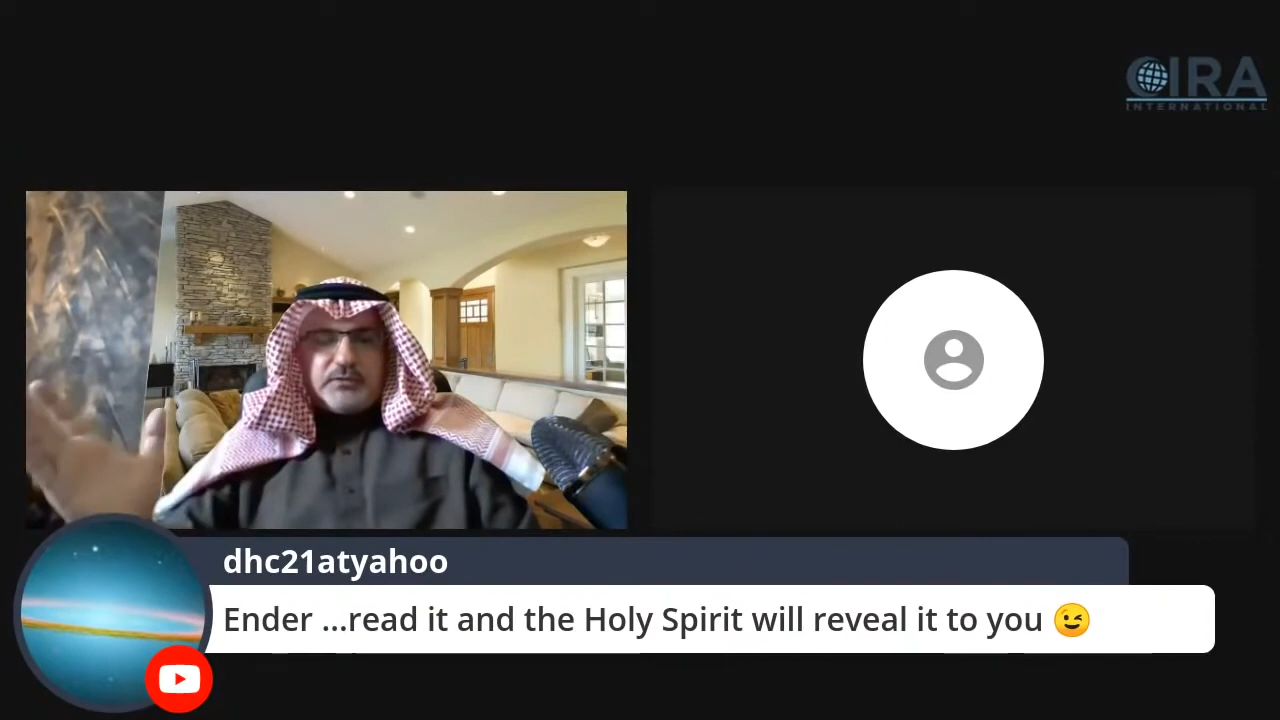 CIRA
INTERNATIONAL
dhc21atyahoo
Ender ...read it and the Holy Spirit will reveal it to you 😉